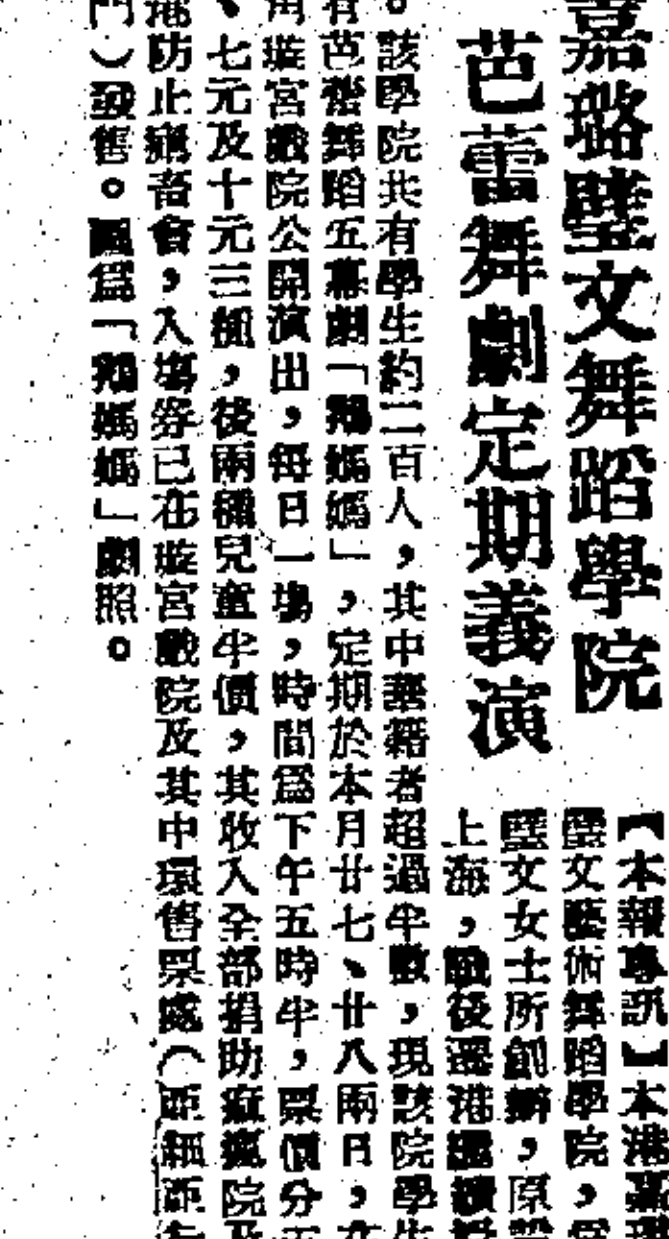 嘉璐璧文舞蹈學院
芭蕾舞劇定期義演
【本報專訊】本港嘉璐
璧文藝術舞蹈學院，爲
璧文女士所創辦，原設
上海，戰後遷港繼續
。該學院共有學生約二百人，其中華籍者超過半數，現該院學生
有芭蕾舞蹈五幕劇「鵝媽媽」，定期於本月廿七、廿八兩日，在
角璇宮戲院公開演出，每日一場，時間爲下午五時半，票價分五
、七元及十元三種，後兩種兒童半價，其收入全部捐助痲瘋院及
港防止虐畜會，入場券已在璇宮戲院及其中環售票處（亞細亞
門）發售。圖爲「鵝媽媽」劇照。